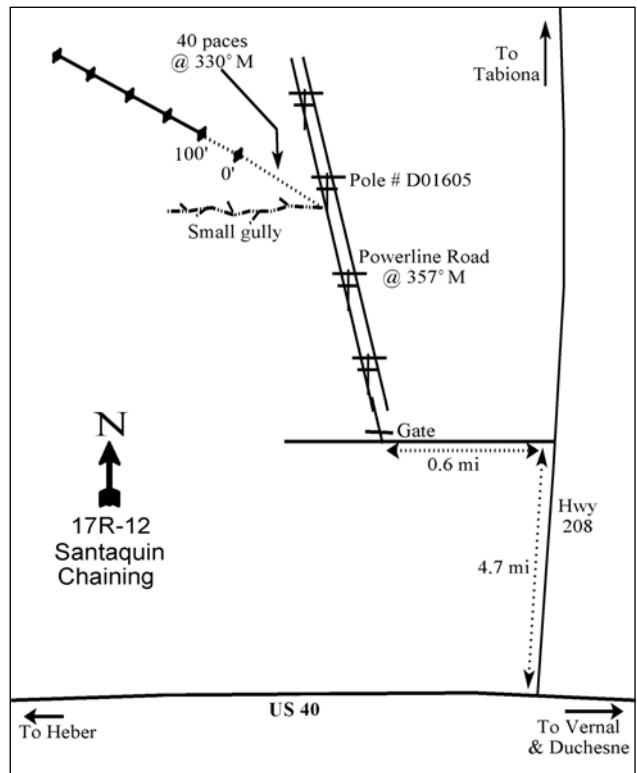 40 paces
@ 330° M
To
Tabiona
100'
0'
Pole # D01605
Small gully
Powerline Road
@ 357° M
N
Gate
0.6 mi
17R-12
Santaquin
Chaining
Hwy
208
4.7 mi
US 40
To Heber
To Vernal
& Duchesne